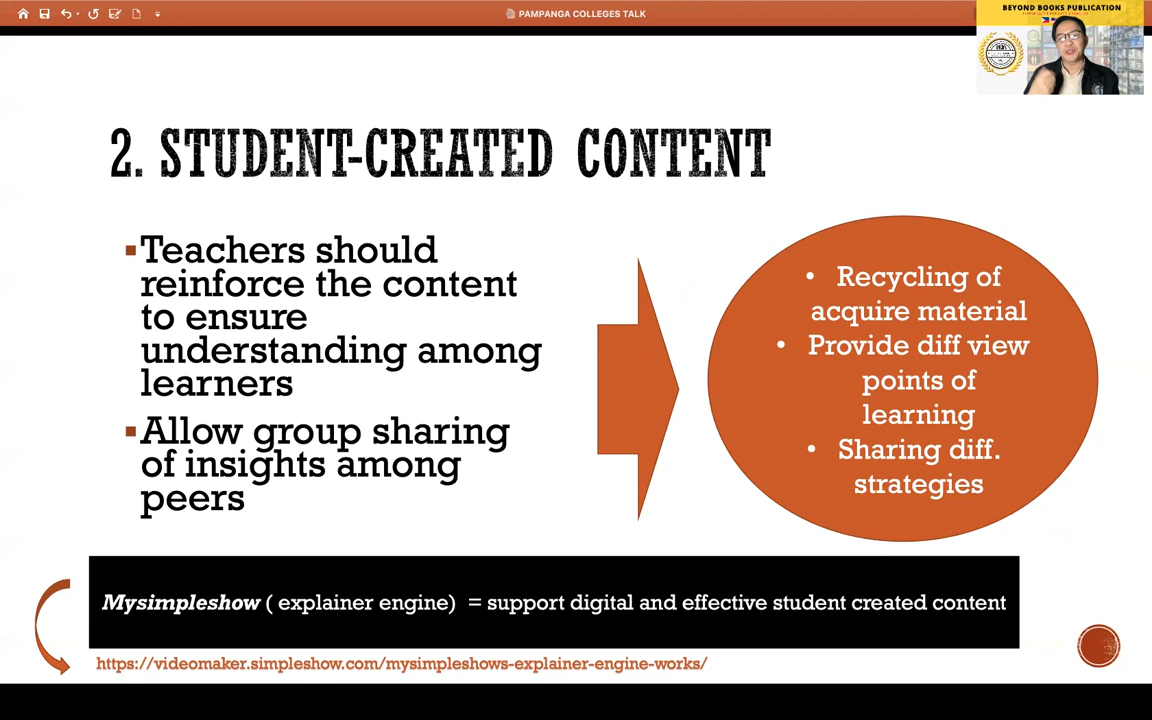 PAMPANGA COLLEGES TALK
BEYOND BOOKS PUBLICATION
2. STUDENT-CREATED CONTENT
Teachers should
reinforce the content
to ensure
understanding among
learners
Allow group sharing
of insights among
peers
• Recycling of
acquire material
• Provide diff view
points of
learning
• Sharing diff.
strategies
Mysimpleshow ( explainer engine) = support digital and effective student created content
https://videomaker.simpleshow.com/mysimpleshows-explainer-engine-works/